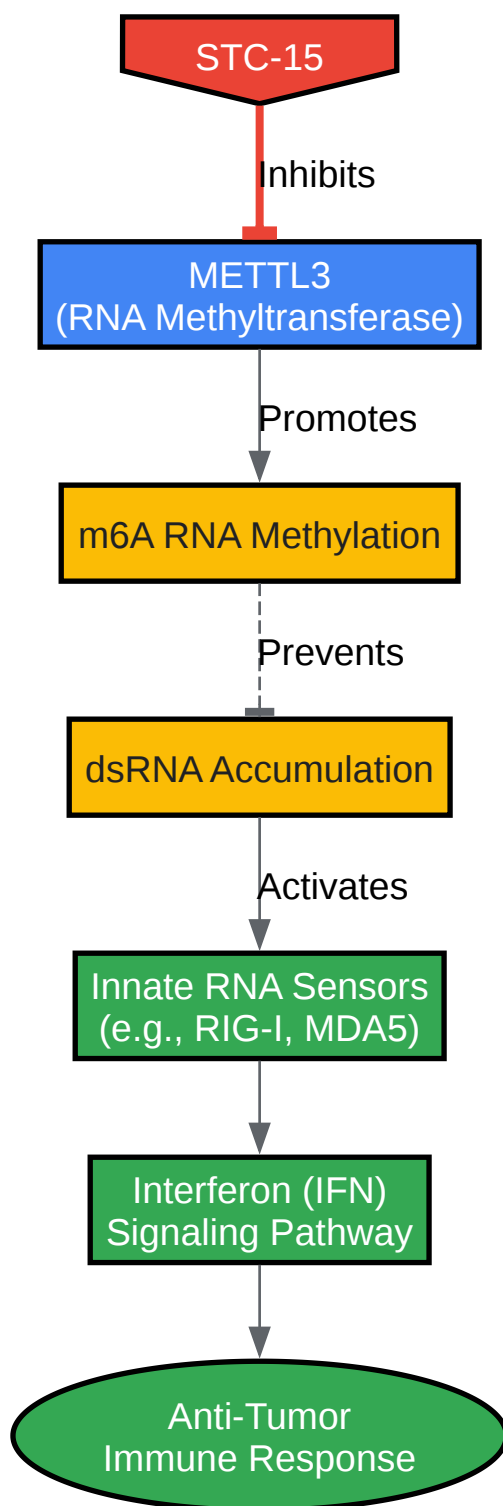 STC-15
Inhibits
METTL3
(RNA Methyltransferase)
Promotes
m6A RNA Methylation
Prevents
dsRNA Accumulation
Activates
Innate RNA Sensors
(e.g., RIG-I, MDA5)
Interferon (IFN)
Signaling Pathway
Anti-Tumor
Immune Response